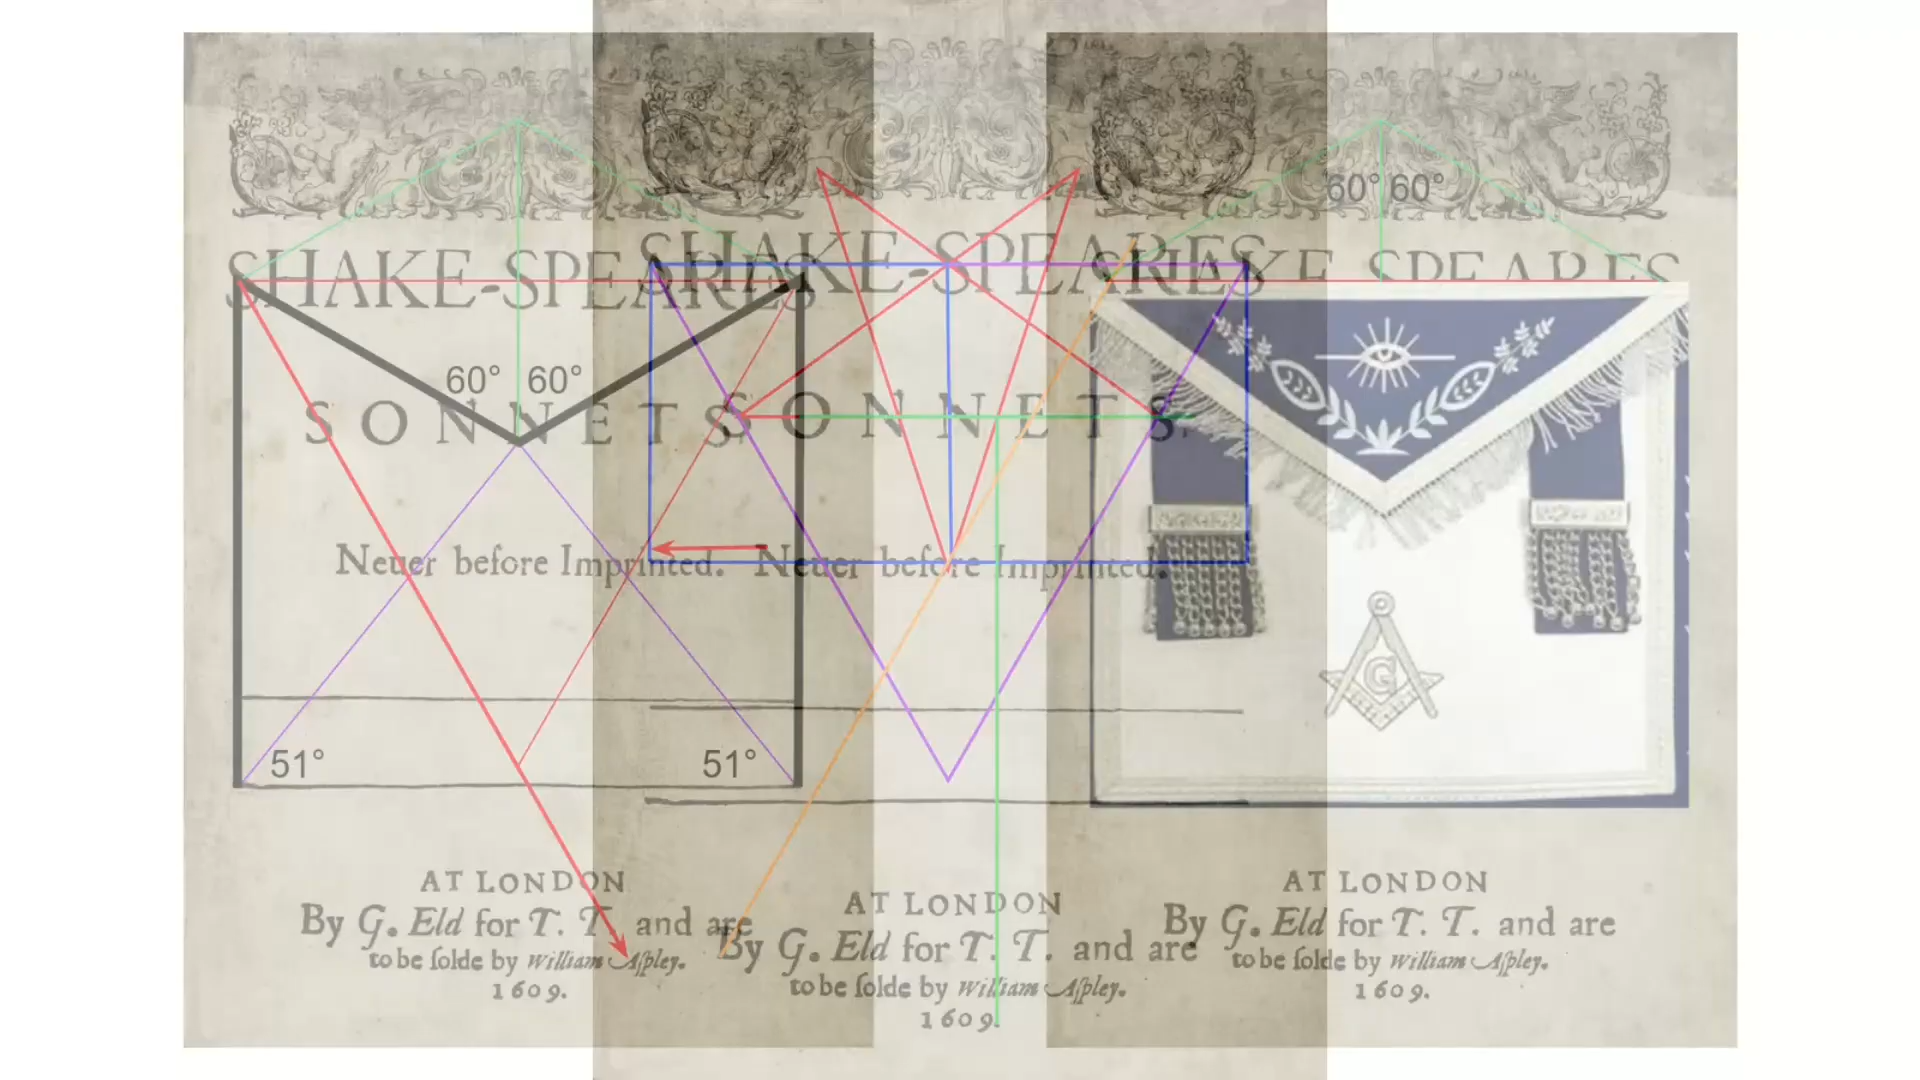 SHAKE-SPEARES
SONNETS
Neuer before Imprinted.
60° 60°
51° 51°
AT LONDON
By G. Eld for T. T. and are
to be ſolde by William Aſpley.
1609.
SHAKE-SPEARES
SONNETS.
Neuer before Imprinted.
AT LONDON
By G. Eld for T. T. and are
to be ſolde by William Aſpley.
1609.
60° 60°
SHAKE-SPEARES
G
AT LONDON
By G. Eld for T. T. and are
to be ſolde by William Aſpley.
1609.